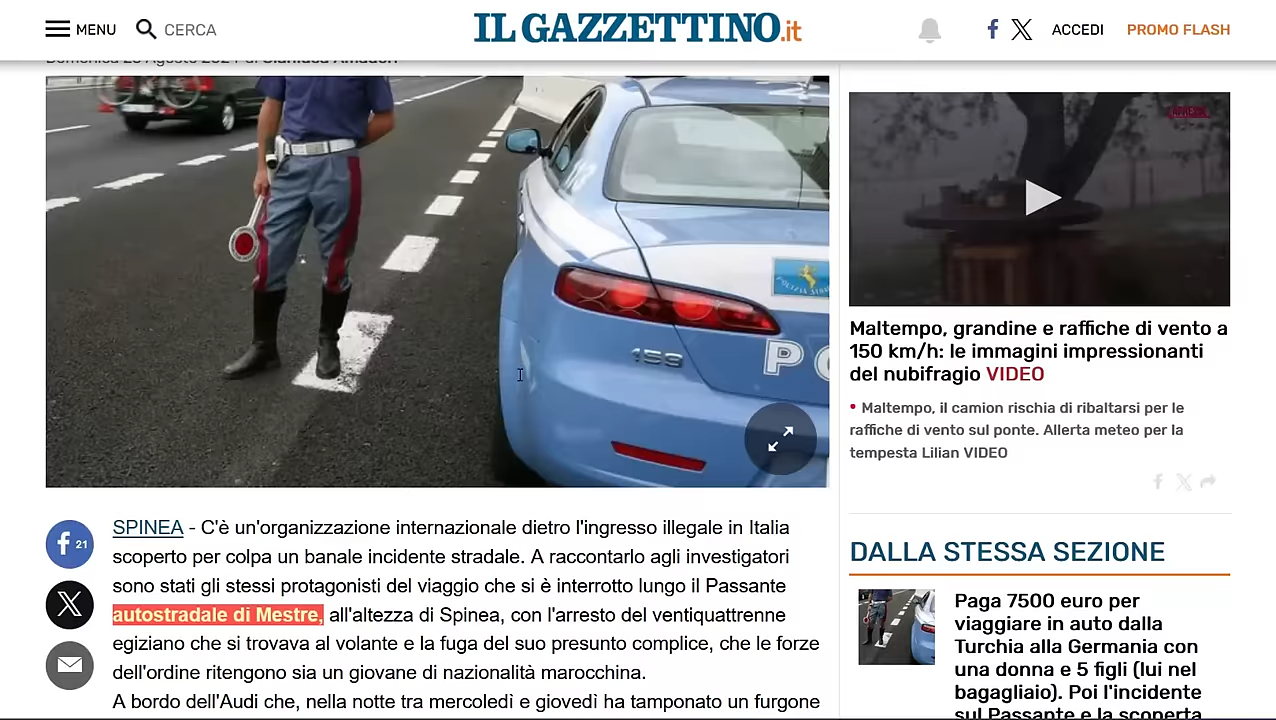 MENU
CERCA
IL GAZZETTINO.it
ACCEDI
PROMO FLASH
159
SPINEA - C'è un'organizzazione internazionale dietro l'ingresso illegale in Italia
scoperto per colpa un banale incidente stradale. A raccontarlo agli investigatori
sono stati gli stessi protagonisti del viaggio che si è interrotto lungo il Passante
autostradale di Mestre, all'altezza di Spinea, con l'arresto del ventiquattrenne
egiziano che si trovava al volante e la fuga del suo presunto complice, che le forze
dell'ordine ritengono sia un giovane di nazionalità marocchina.
A bordo dell'Audi che, nella notte tra mercoledì e giovedì ha tamponato un furgone
21
Maltempo, grandine e raffiche di vento a
150 km/h: le immagini impressionanti
del nubifragio VIDEO
• Maltempo, il camion rischia di ribaltarsi per le
raffiche di vento sul ponte. Allerta meteo per la
tempesta Lilian VIDEO
DALLA STESSA SEZIONE
Paga 7500 euro per
viaggiare in auto dalla
Turchia alla Germania con
una donna e 5 figli (lui nel
bagagliaio). Poi l'incidente
sul Passante e la scoperta